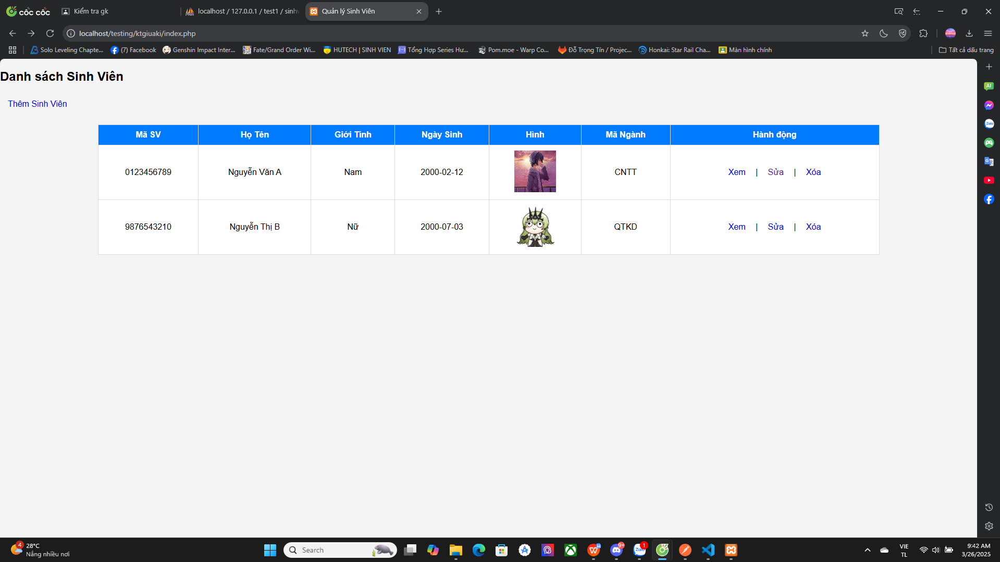 cốc cốc
Kiểm tra gk
localhost / 127.0.0.1 / test1 / sinhv
Quản lý Sinh Viên
localhost/testing/ktgiuaki/index.php
Solo Leveling Chapte...
(7) Facebook
Genshin Impact Inter...
Fate/Grand Order Wi...
HUTECH | SINH VIEN
Tổng Hợp Series Hư...
Pom.moe - Warp Co...
Đỗ Trọng Tín / Projec...
Honkai: Star Rail Cha...
Màn hình chính
Tất cả dấu trang
Danh sách Sinh Viên
Thêm Sinh Viên
Mã SV Họ Tên Giới Tính Ngày Sinh Hình Mã Ngành Hành động
0123456789 Nguyễn Văn A Nam 2000-02-12 CNTT Xem | Sửa | Xóa
9876543210 Nguyễn Thị B Nữ 2000-07-03 QTKD Xem | Sửa | Xóa
AI
Zalo
4
28°C
Nắng nhiều nơi
Search
9+
1
VIE
TL
9:42 AM
3/26/2025